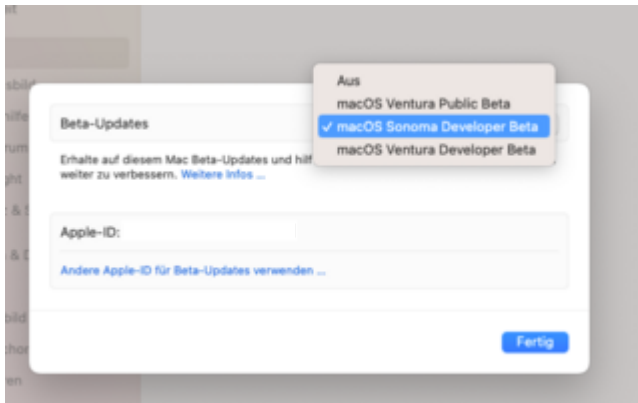 Aus
macOS Ventura Public Beta
✓ macOS Sonoma Developer Beta
macOS Ventura Developer Beta
Beta-Updates
Erhalte auf diesem Mac Beta-Updates und hilf
weiter zu verbessern. Weitere Infos ...
Apple-ID:
Andere Apple-ID für Beta-Updates verwenden ...
Fertig